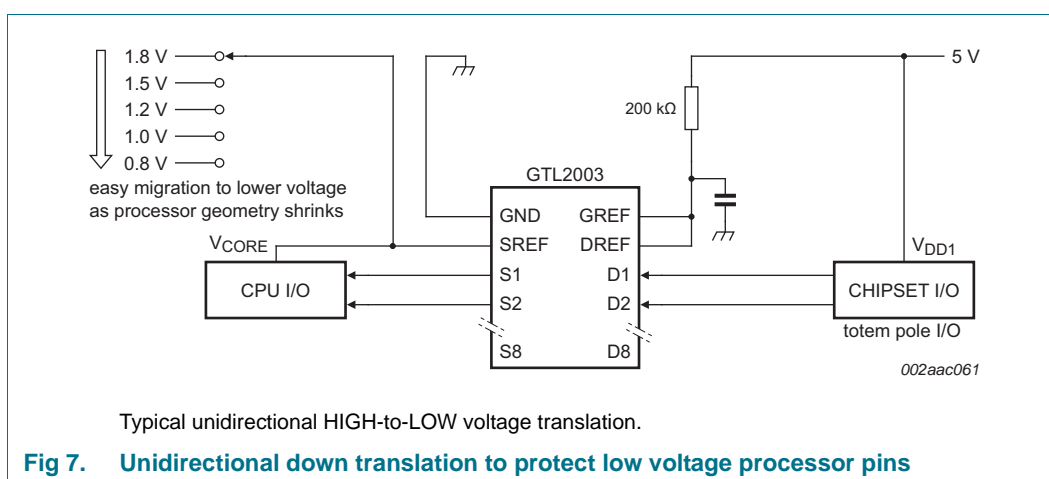 1.8 V
1.5 V
1.2 V
1.0 V
0.8 V
easy migration to lower voltage
as processor geometry shrinks
5 V
200 kΩ
GTL2003
GND
GREF
SREF
DREF
S1
D1
S2
D2
S8
D8
VCORE
CPU I/O
VDD1
CHIPSET I/O
totem pole I/O
002aac061
Typical unidirectional HIGH-to-LOW voltage translation.
Fig 7. Unidirectional down translation to protect low voltage processor pins